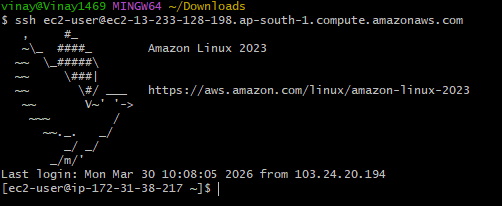 vinay@Vinay1469 MINGW64 ~/Downloads
$ ssh ec2-user@ec2-13-233-128-198.ap-south-1.compute.amazonaws.com
   ,     #_
   ~\_  ####_        Amazon Linux 2023
  ~~  \_#####\
  ~~     \###|
  ~~       \#/ ___   https://aws.amazon.com/linux/amazon-linux-2023
   ~~       V~' '->
    ~~~         /
      ~~._.   _/
         _/ _/
       _/m/'
Last login: Mon Mar 30 10:08:05 2026 from 103.24.20.194
[ec2-user@ip-172-31-38-217 ~]$